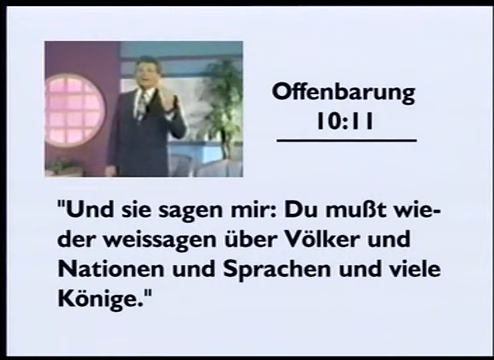 Offenbarung
10:11
"Und sie sagen mir: Du mußt wie-
der weissagen über Völker und
Nationen und Sprachen und viele
Könige."